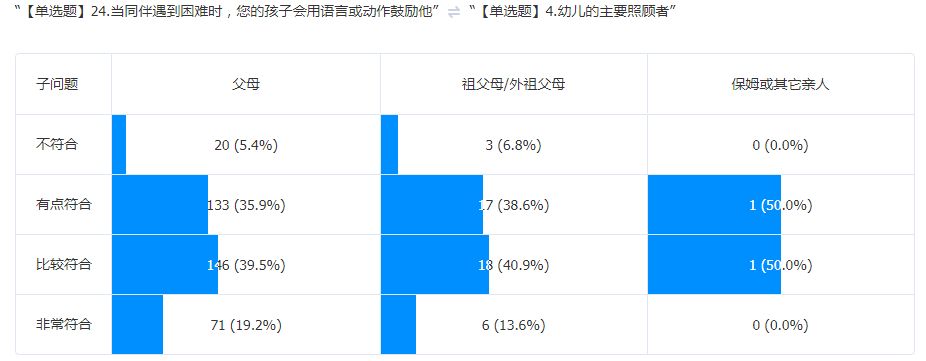 “【单选题】24.当同伴遇到困难时，您的孩子会用语言或动作鼓励他” ⇌ “【单选题】4.幼儿的主要照顾者”
子问题 父母 祖父母/外祖父母 保姆或其它亲人
不符合 20 (5.4%) 3 (6.8%) 0 (0.0%)
有点符合 133 (35.9%) 17 (38.6%) 1 (50.0%)
比较符合 146 (39.5%) 18 (40.9%) 1 (50.0%)
非常符合 71 (19.2%) 6 (13.6%) 0 (0.0%)